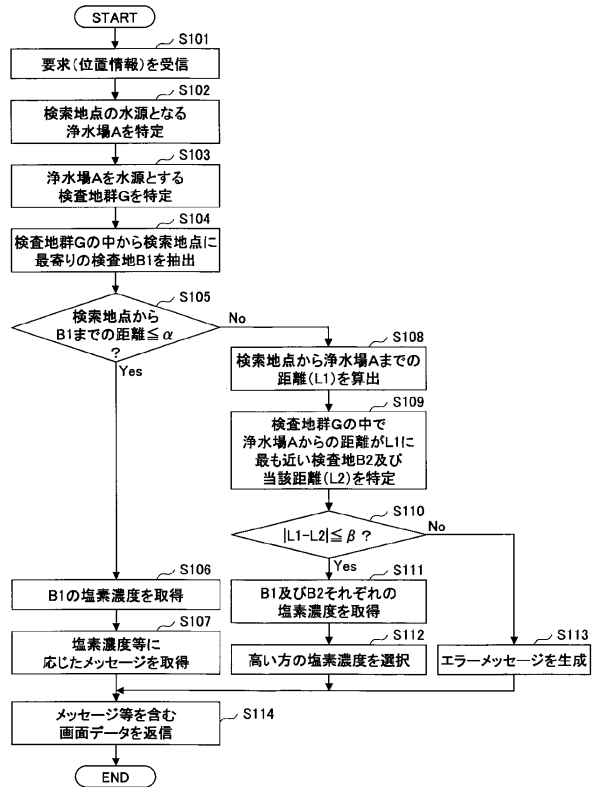 START
S101
要求(位置情報)を受信
S102
検索地点の水源となる
浄水場Aを特定
S103
浄水場Aを水源とする
検査地群Gを特定
S104
検査地群Gの中から検索地点に
最寄りの検査地B1を抽出
S105
検索地点から
B1までの距離≦α
?
No
Yes
S108
検索地点から浄水場Aまでの
距離(L1)を算出
S109
検査地群Gの中で
浄水場Aからの距離がL1に
最も近い検査地B2及び
当該距離(L2)を特定
S110
|L1-L2|≦β?
No
Yes
S106
B1の塩素濃度を取得
S111
B1及びB2それぞれの
塩素濃度を取得
S107
塩素濃度等に
応じたメッセージを取得
S112
高い方の塩素濃度を選択
S113
エラーメッセージを生成
S114
メッセージ等を含む
画面データを返信
END